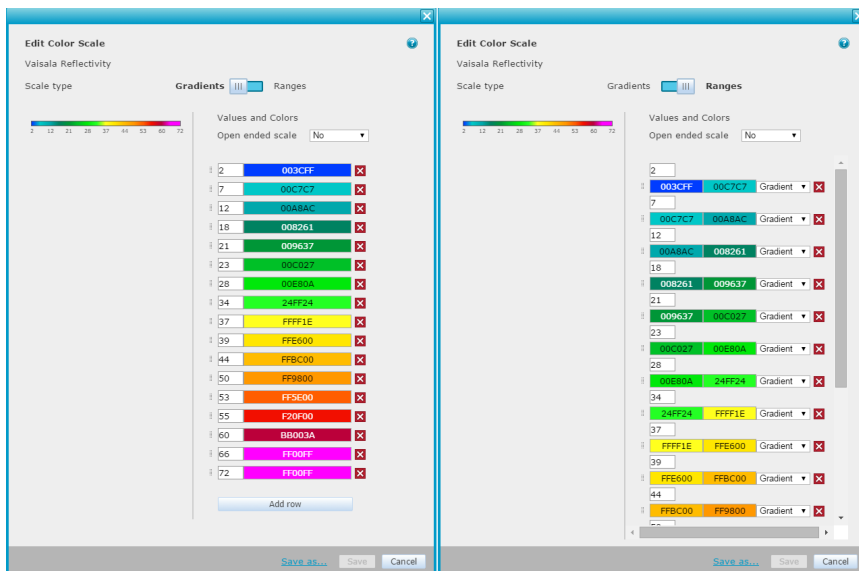 Edit Color Scale
Vaisala Reflectivity
Scale type Gradients Ranges
2 12 21 28 37 44 53 60 72
Values and Colors
Open ended scale No
2 003CFF
7 00C7C7
12 00A8AC
18 008261
21 009637
23 00C027
28 00E80A
34 24FF24
37 FFFF1E
39 FFE600
44 FFBC00
50 FF9800
53 FF5E00
55 F20F00
60 BB003A
66 FF00FF
72 FF00FF
Add row
Save as... Save Cancel
Edit Color Scale
Vaisala Reflectivity
Scale type Gradients Ranges
2 12 21 28 37 44 53 60 72
Values and Colors
Open ended scale No
2
003CFF 00C7C7 Gradient
7
00C7C7 00A8AC Gradient
12
00A8AC 008261 Gradient
18
008261 009637 Gradient
21
009637 00C027 Gradient
23
00C027 00E80A Gradient
28
00E80A 24FF24 Gradient
34
24FF24 FFFF1E Gradient
37
FFFF1E FFE600 Gradient
39
FFE600 FFBC00 Gradient
44
FFBC00 FF9800 Gradient
Save as... Save Cancel